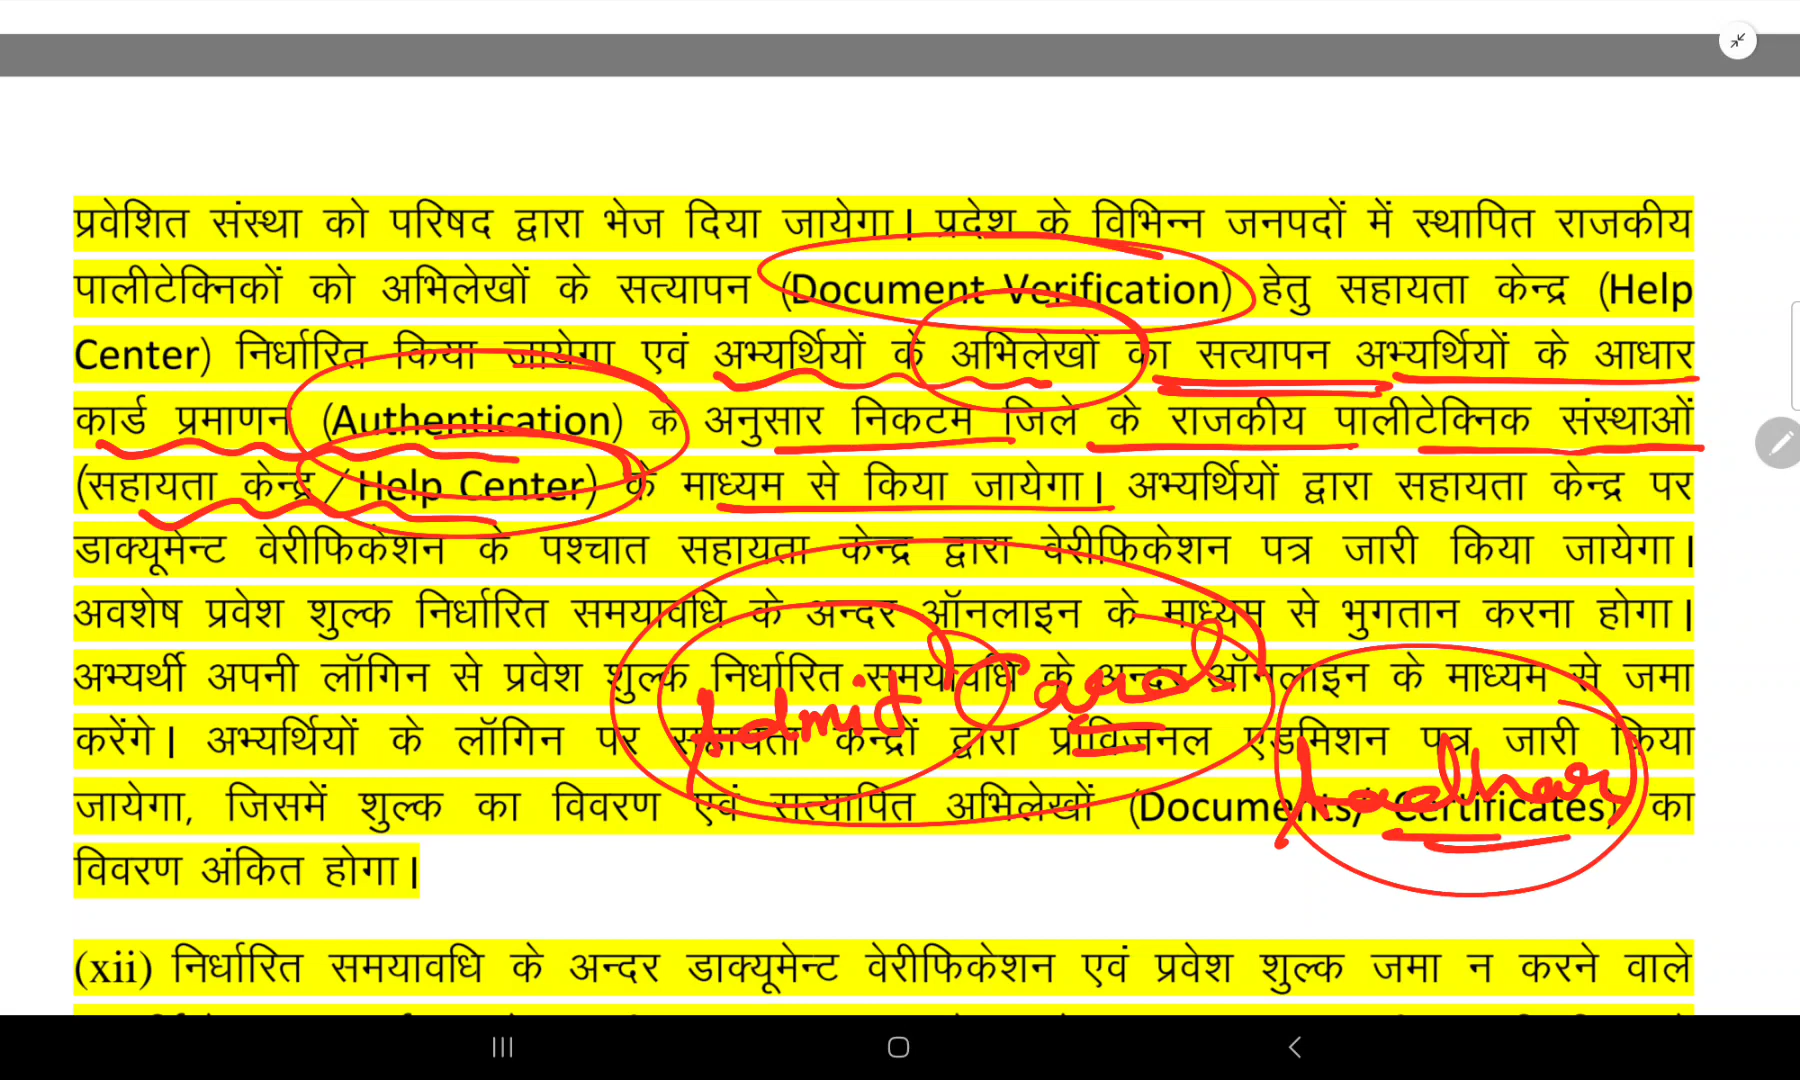 प्रवेशित संस्था को परिषद द्वारा भेज दिया जायेगा। प्रदेश के विभिन्न जनपदों में स्थापित राजकीय
पालीटेक्निकों को अभिलेखों के सत्यापन (Document Verification) हेतु सहायता केन्द्र (Help
Center) निर्धारित किया जायेगा एवं अभ्यर्थियों के अभिलेखों का सत्यापन अभ्यर्थियों के आधार
कार्ड प्रमाणन (Authentication) के अनुसार निकटम जिले के राजकीय पालीटेक्निक संस्थाओं
(सहायता केन्द्र / Help Center) के माध्यम से किया जायेगा। अभ्यर्थियों द्वारा सहायता केन्द्र पर
डाक्यूमेन्ट वेरीफिकेशन के पश्चात सहायता केन्द्र द्वारा वेरीफिकेशन पत्र जारी किया जायेगा।
अवशेष प्रवेश शुल्क निर्धारित समयावधि के अन्दर ऑनलाइन के माध्यम से भुगतान करना होगा।
अभ्यर्थी अपनी लॉगिन से प्रवेश शुल्क निर्धारित समयावधि के अन्दर ऑनलाइन के माध्यम से जमा
Admit Card
करेंगे। अभ्यर्थियों के लॉगिन पर सहायता केन्द्रों द्वारा प्रोविजनल एडमिशन पत्र जारी किया
Aadhar
जायेगा, जिसमें शुल्क का विवरण एवं सत्यापित अभिलेखों (Documents/ Certificates) का
विवरण अंकित होगा।
(xii) निर्धारित समयावधि के अन्दर डाक्यूमेन्ट वेरीफिकेशन एवं प्रवेश शुल्क जमा न करने वाले